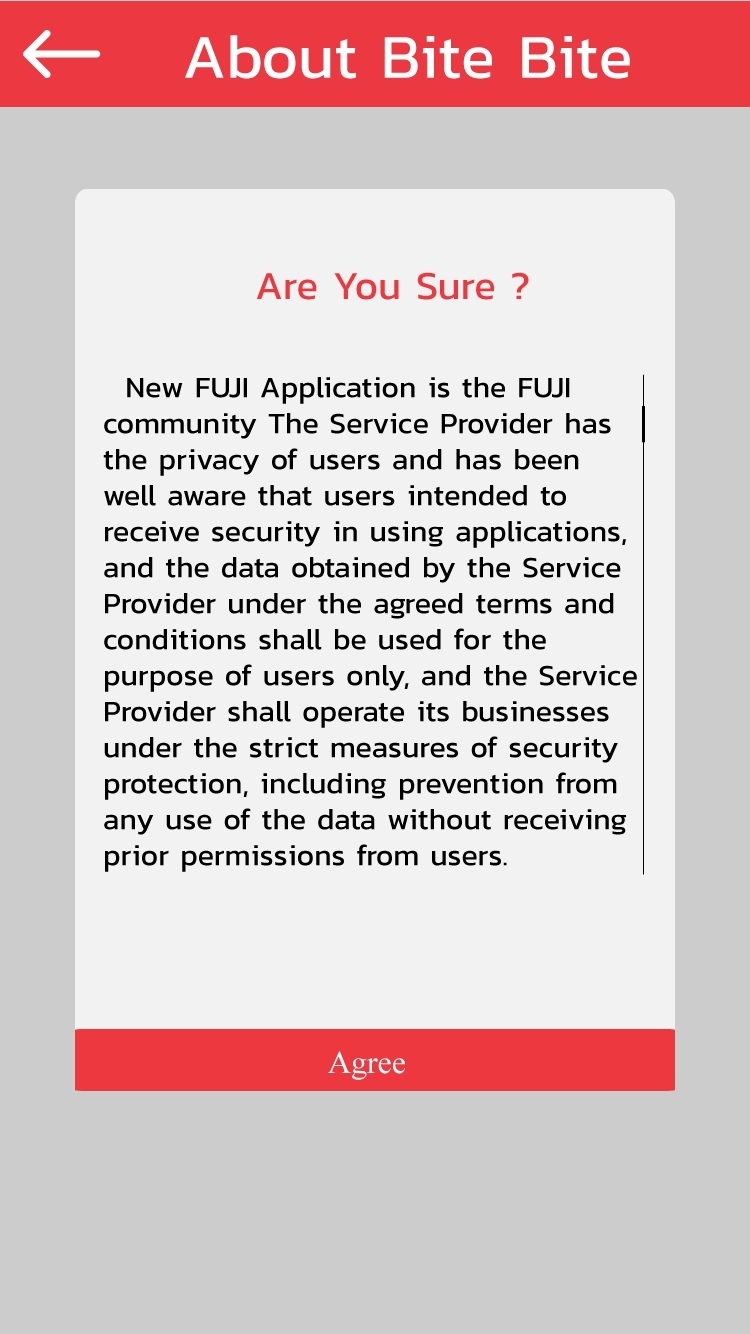 About Bite Bite
Are You Sure ?
New FUJI Application is the FUJI
community The Service Provider has
the privacy of users and has been
well aware that users intended to
receive security in using applications,
and the data obtained by the Service
Provider under the agreed terms and
conditions shall be used for the
purpose of users only, and the Service
Provider shall operate its businesses
under the strict measures of security
protection, including prevention from
any use of the data without receiving
prior permissions from users.
Agree